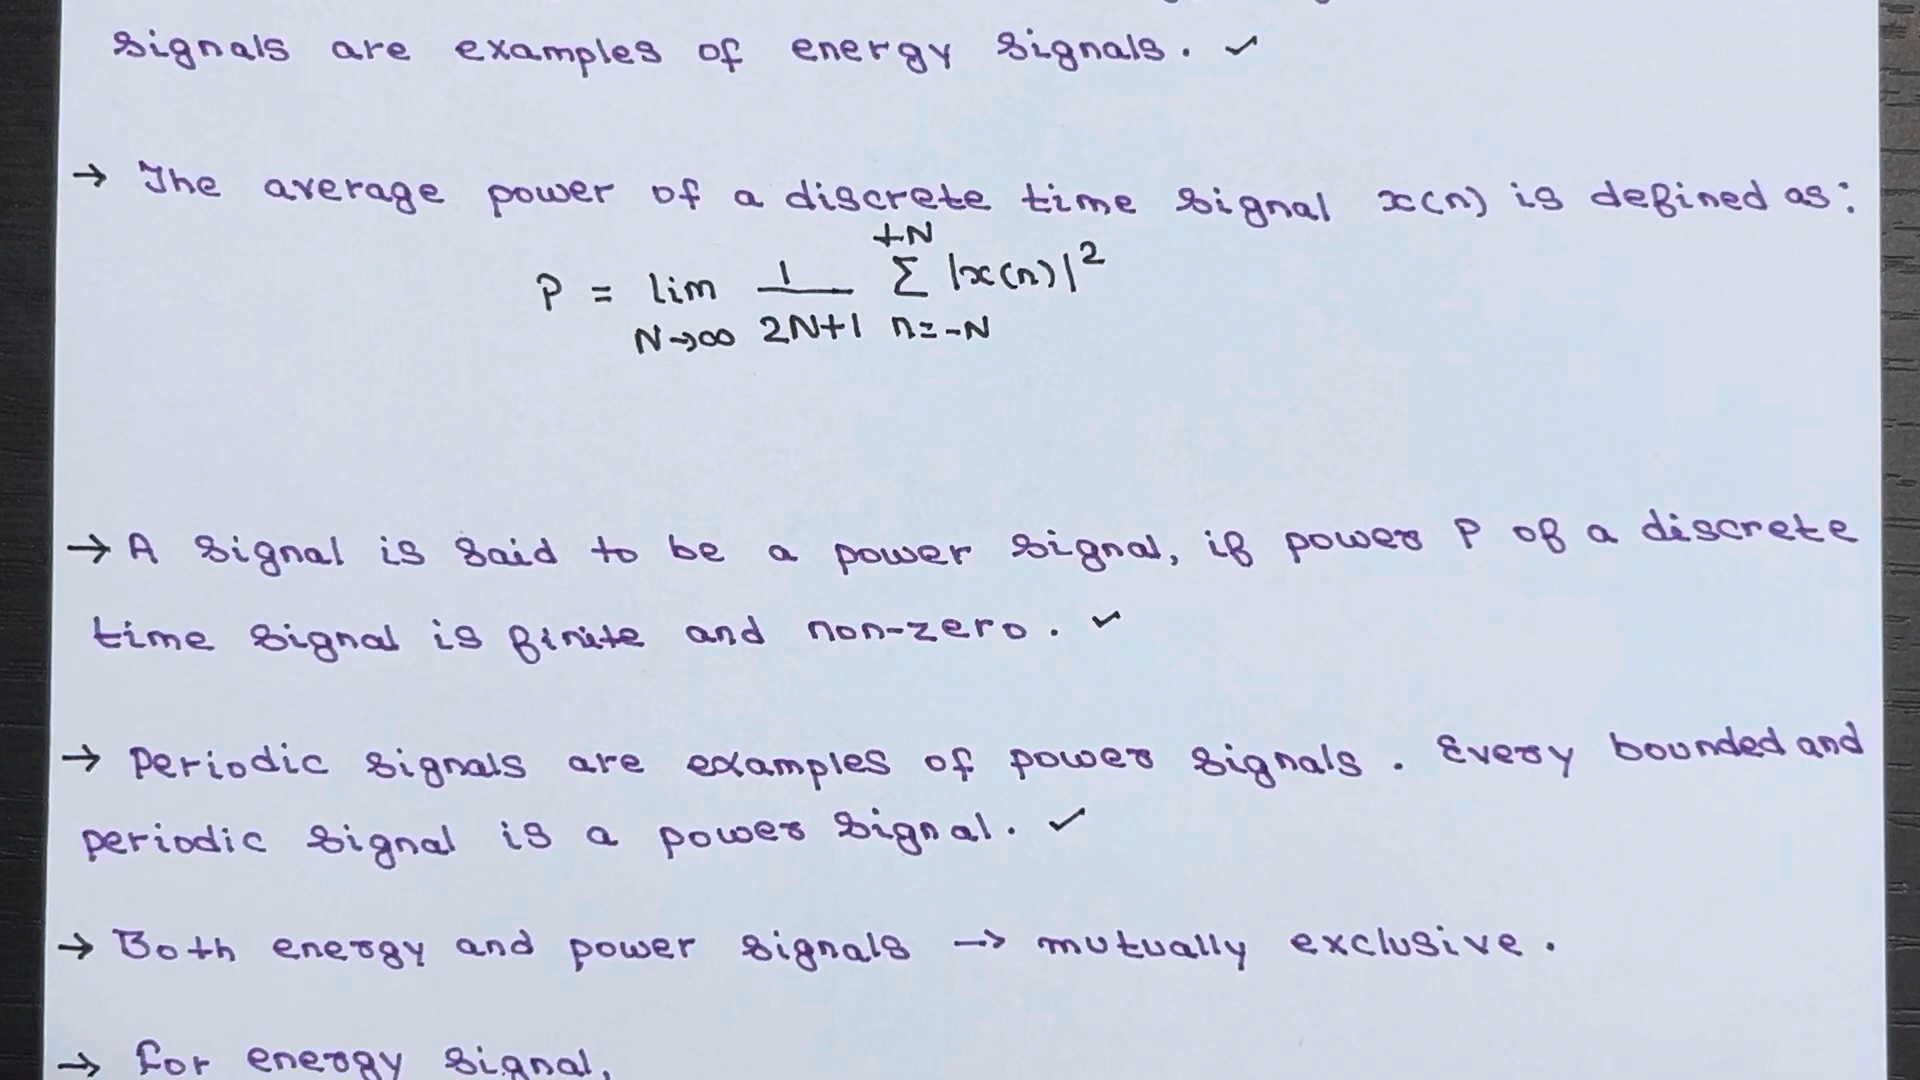 signals are examples of energy signals. ✓
→ The average power of a discrete time signal x(n) is defined as:
P = lim N→∞ 1/2N+1 +N Σ n=-N |x(n)|²
→ A signal is said to be a power signal, if power P of a discrete
time signal is finite and non-zero. ✓
→ Periodic signals are examples of power signals. Every bounded and
periodic signal is a power signal. ✓
→ Both energy and power signals → mutually exclusive.
→ For energy signal,